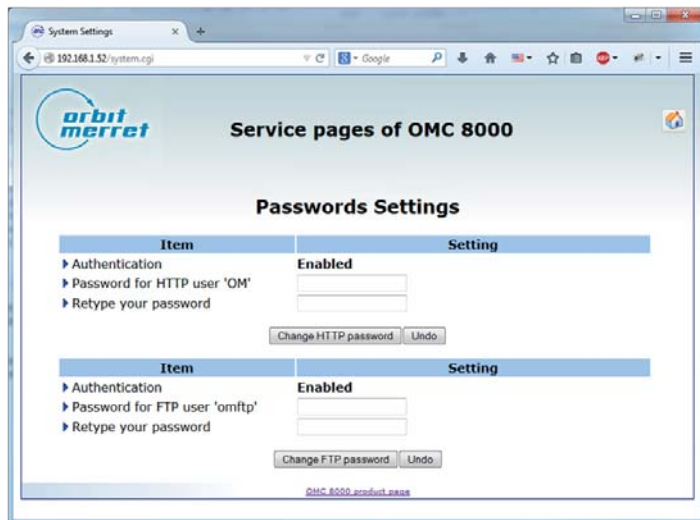 System Settings
192.168.1.52/system.cgi
Google
orbit
merret
Service pages of OMC 8000
Passwords Settings
Item Setting
Authentication Enabled
Password for HTTP user 'OM'
Retype your password
Change HTTP password Undo
Item Setting
Authentication Enabled
Password for FTP user 'omftp'
Retype your password
Change FTP password Undo
OMC 8000 product page